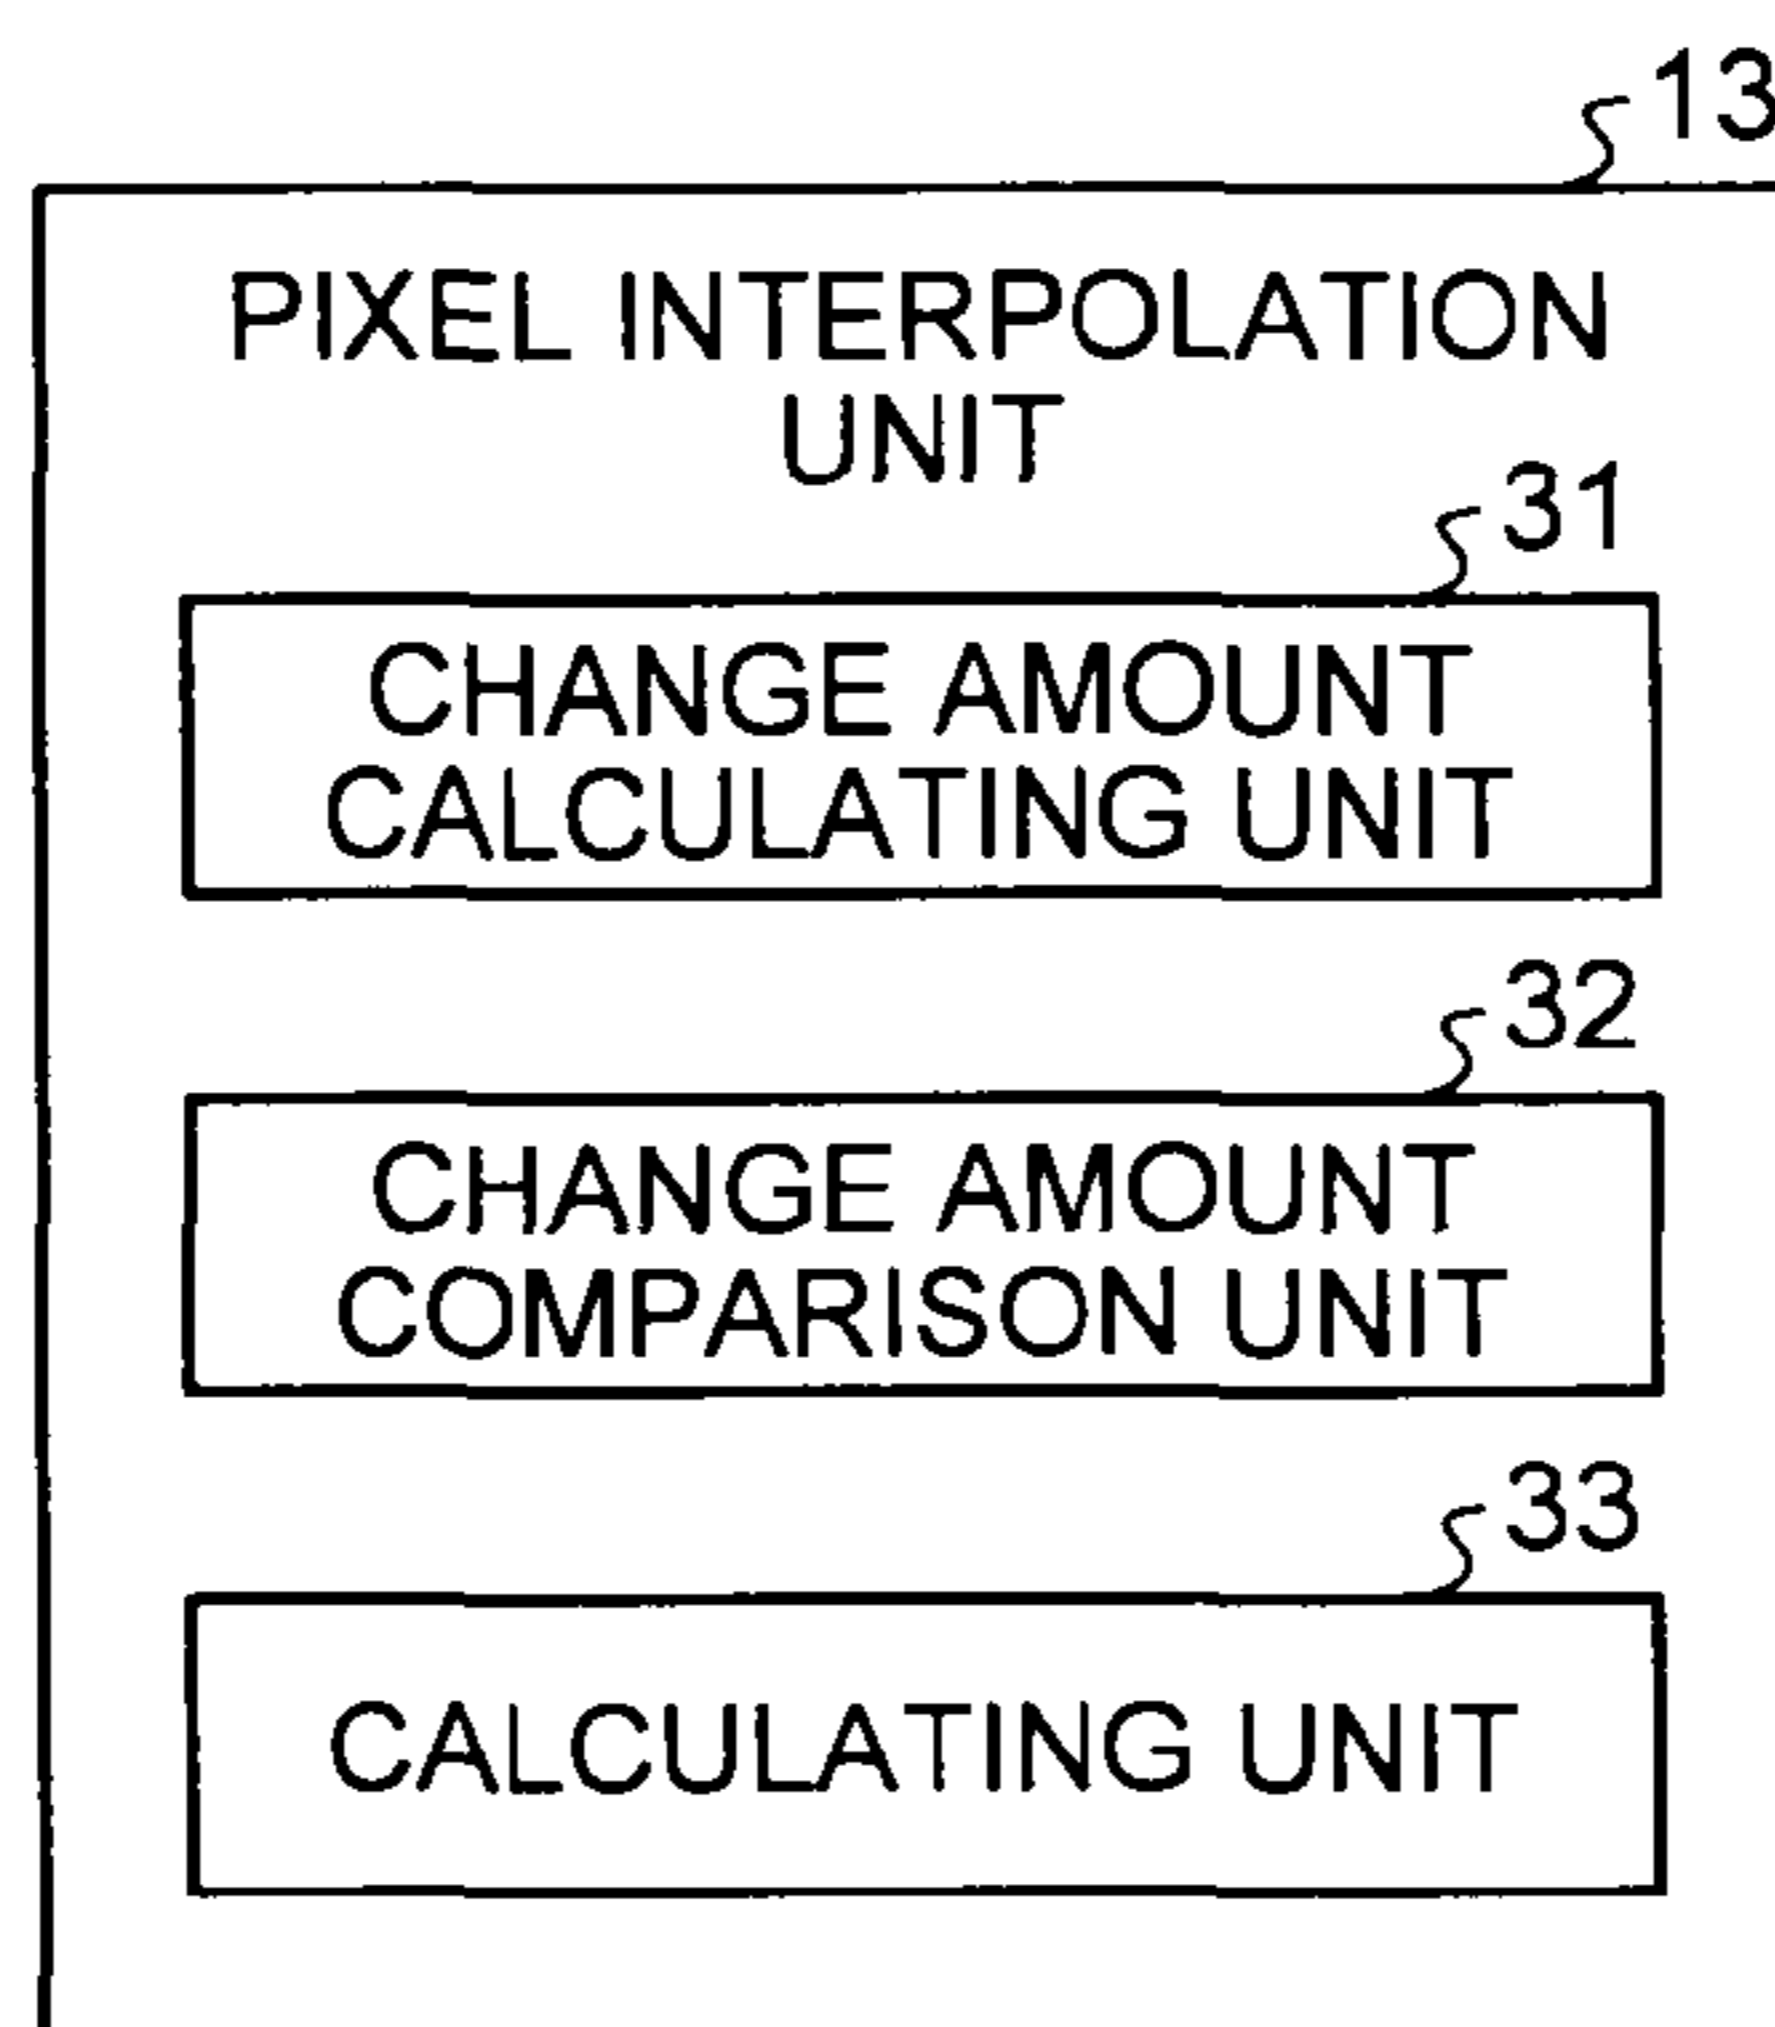 13
PIXEL INTERPOLATION
UNIT
31
CHANGE AMOUNT
CALCULATING UNIT
32
CHANGE AMOUNT
COMPARISON UNIT
33
CALCULATING UNIT